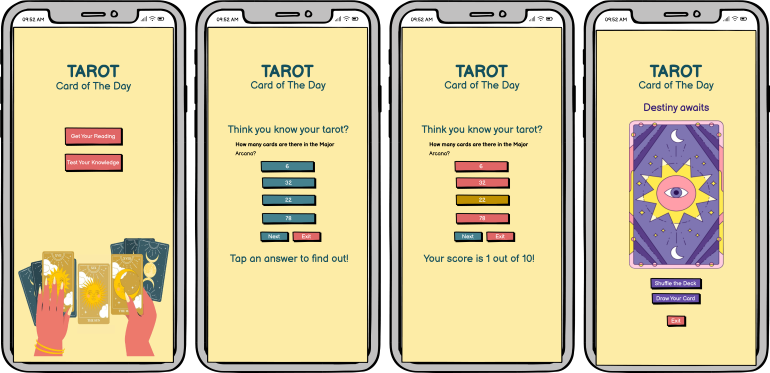 09:52 AM
TAROT
Card of The Day
Get Your Reading
Test Your Knowledge
09:52 AM
TAROT
Card of The Day
Think you know your tarot?
How many cards are there in the Major
Arcana?
6
32
22
78
Next
Exit
Tap an answer to find out!
09:52 AM
TAROT
Card of The Day
Think you know your tarot?
How many cards are there in the Major
Arcana?
6
32
22
78
Next
Exit
Your score is 1 out of 10!
09:52 AM
TAROT
Card of The Day
Destiny awaits
Shuffle the Deck
Draw Your Card
Exit